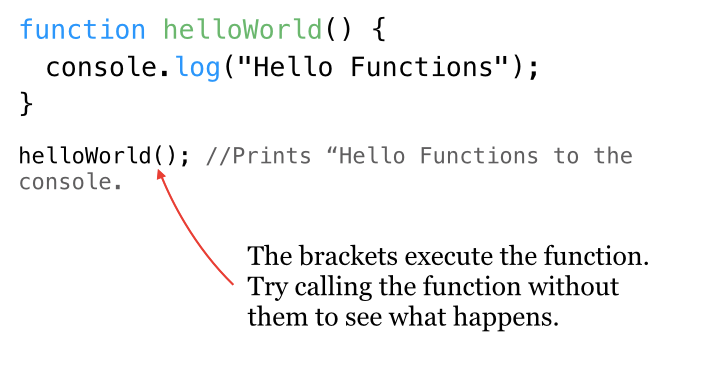 function helloWorld() {
  console.log("Hello Functions");
}
helloWorld(); //Prints “Hello Functions to the
console.
The brackets execute the function.
Try calling the function without
them to see what happens.